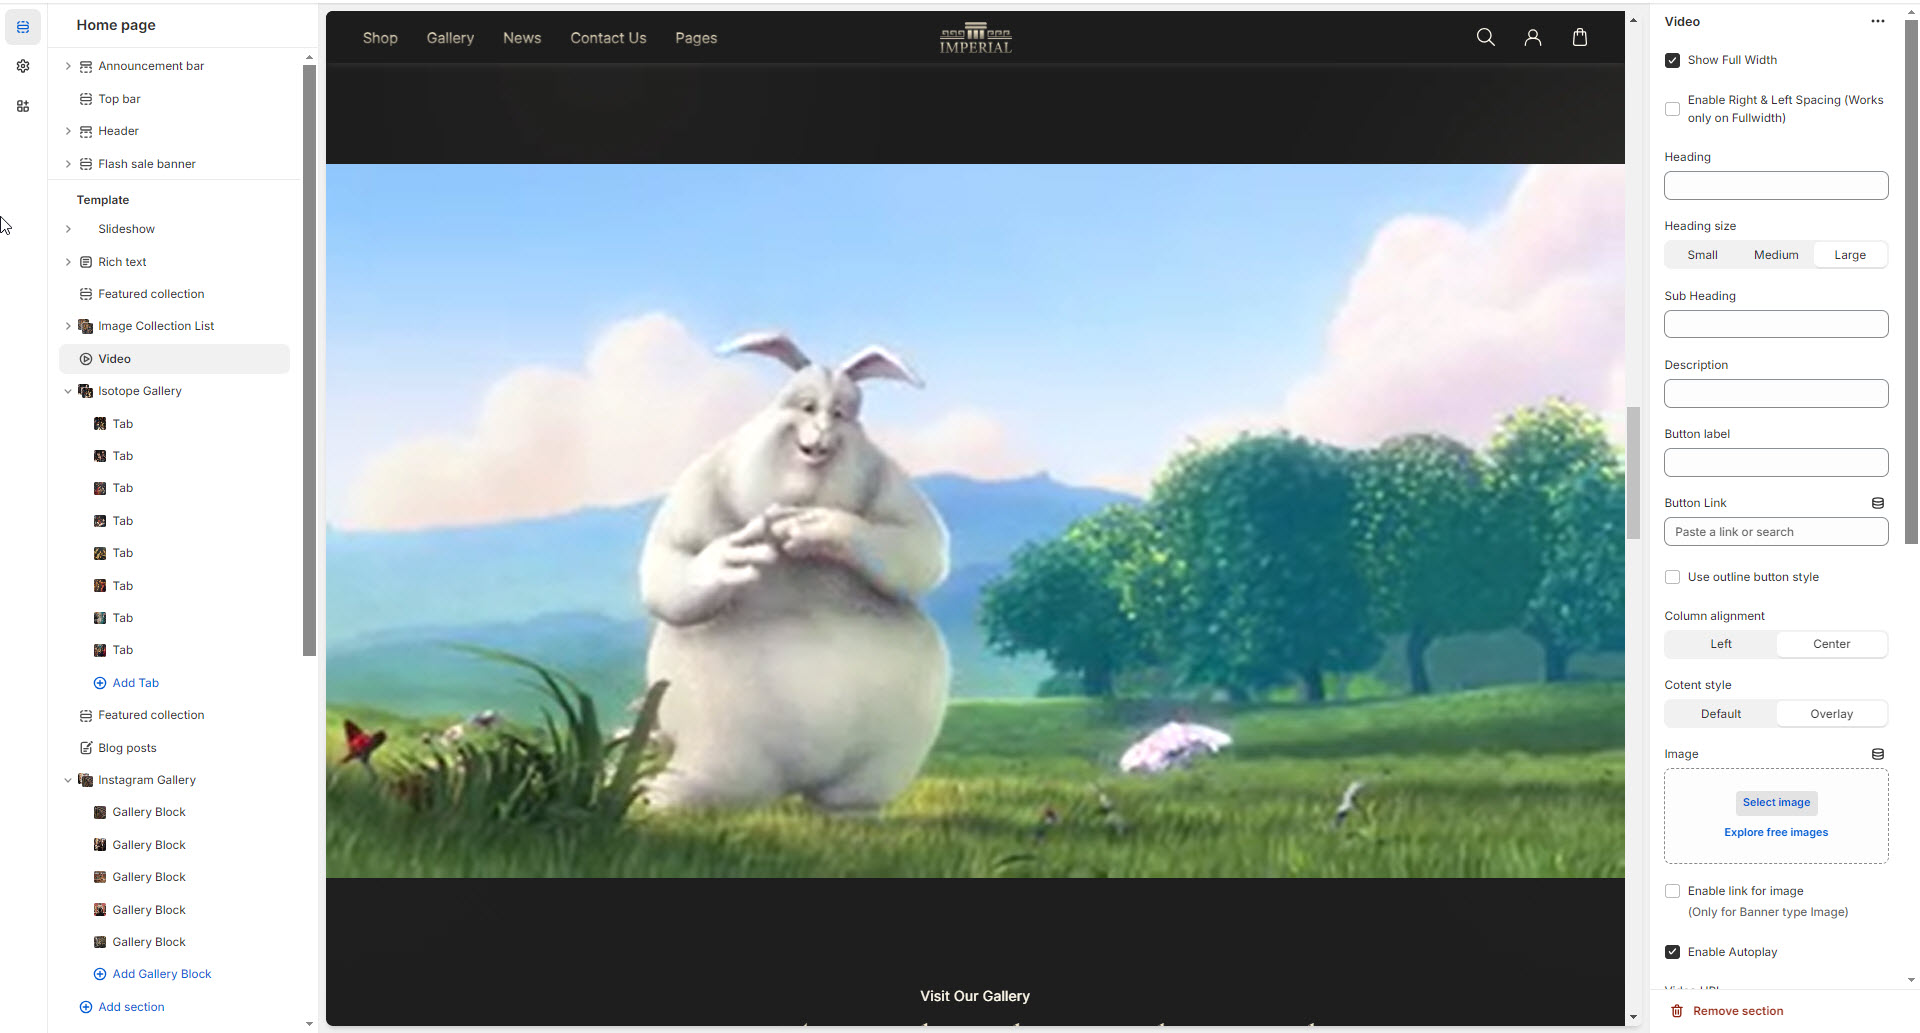 Home page
Announcement bar
Top bar
Header
Flash sale banner
Template
Slideshow
Rich text
Featured collection
Image Collection List
Video
Isotope Gallery
Tab
Tab
Tab
Tab
Tab
Tab
Tab
Tab
Add Tab
Featured collection
Blog posts
Instagram Gallery
Gallery Block
Gallery Block
Gallery Block
Gallery Block
Gallery Block
Add Gallery Block
Add section
Shop Gallery News Contact Us Pages
IMPERIAL
Visit Our Gallery
Video
Show Full Width
Enable Right & Left Spacing (Works
only on Fullwidth)
Heading
Heading size
Small Medium Large
Sub Heading
Description
Button label
Button Link
Paste a link or search
Use outline button style
Column alignment
Left Center
Cotent style
Default Overlay
Image
Select image
Explore free images
Enable link for image
(Only for Banner type Image)
Enable Autoplay
Remove section